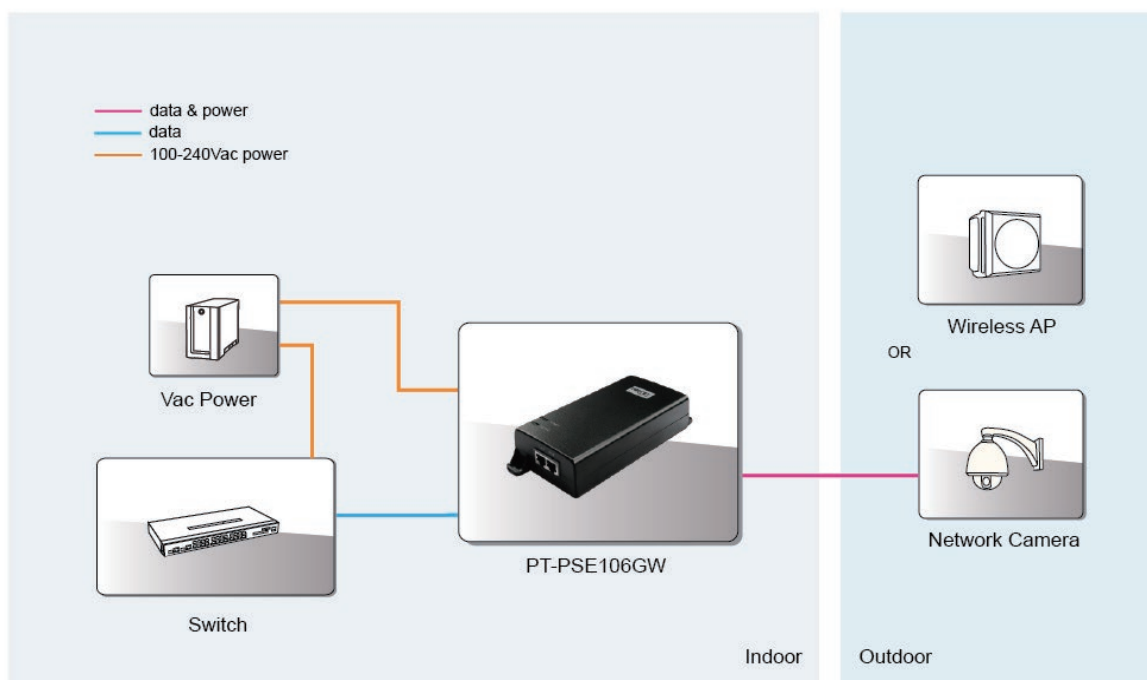 data & power
data
100-240Vac power
Wireless AP
OR
Vac Power
Network Camera
PT-PSE106GW
Switch
Indoor
Outdoor